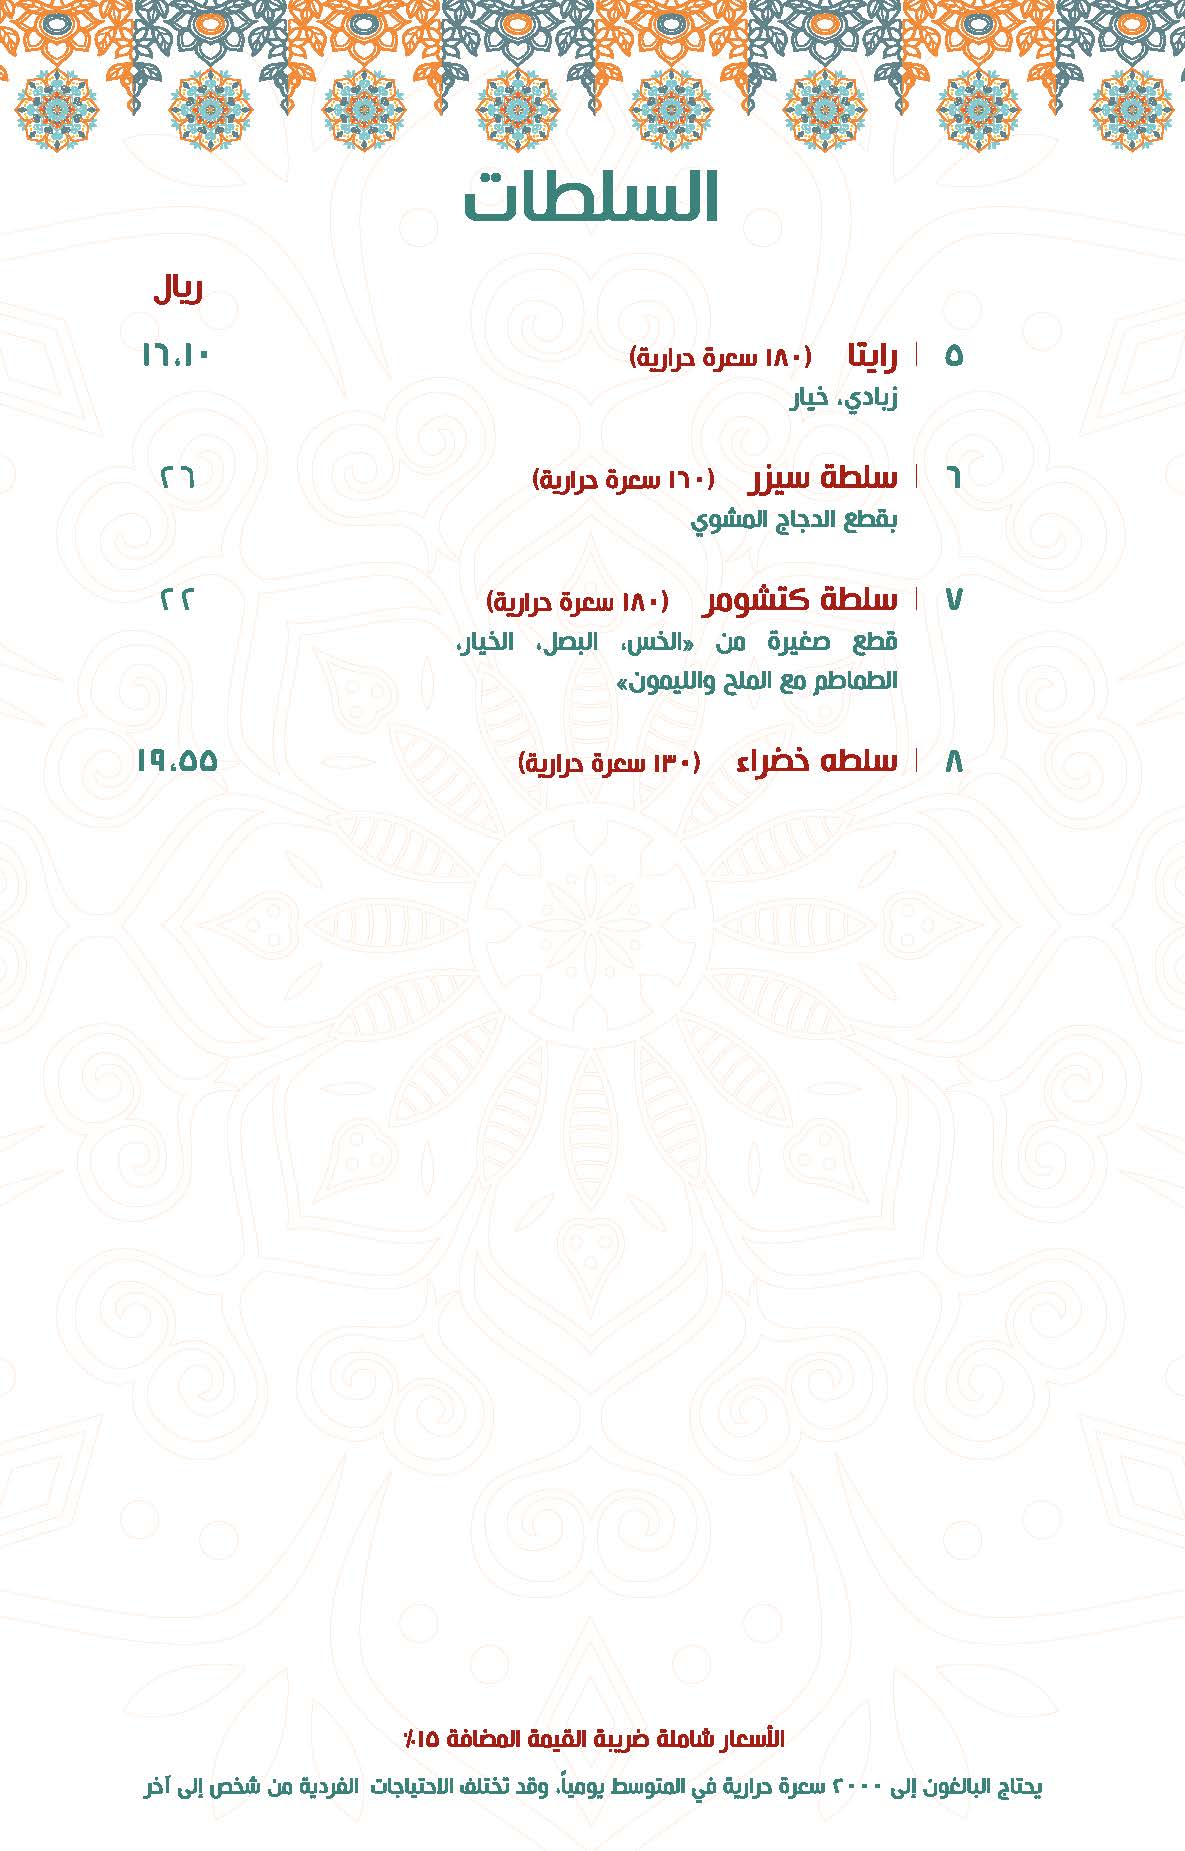 السلطات
ريال
٥ | رايتا (١٨٠ سعرة حرارية) ١٦،١٠
زبادي، خيار
٦ | سلطة سيزر (١٦٠ سعرة حرارية) ٢٦
بقطع الدجاج المشوي
٧ | سلطة كتشومر (١٨٠ سعرة حرارية) ٢٢
قطع صغيرة من «الخس، البصل، الخيار،
الطماطم مع الملح والليمون»
٨ | سلطه خضراء (١٣٠ سعرة حرارية) ١٩،٥٥
الأسعار شاملة ضريبة القيمة المضافة ١٥٪
يحتاج البالغون إلى ٢٠٠٠ سعرة حرارية في المتوسط يومياً، وقد تختلف الاحتياجات الفردية من شخص إلى آخر